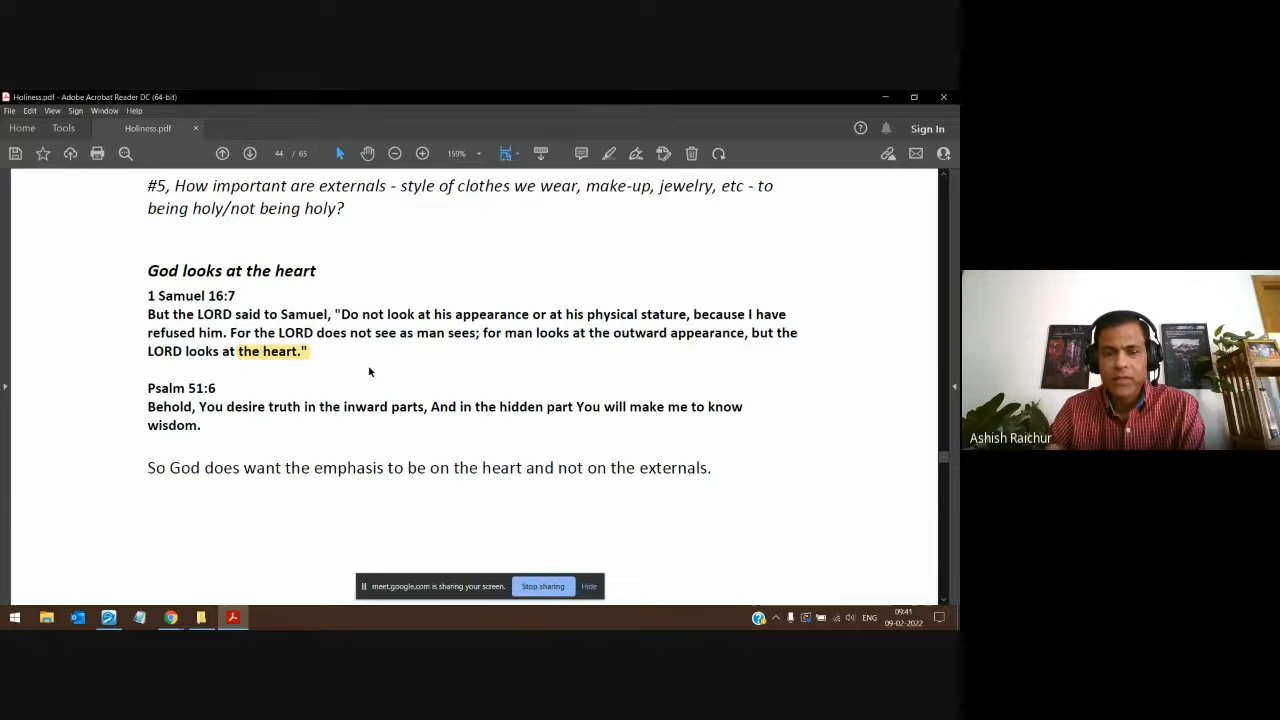 Holiness.pdf - Adobe Acrobat Reader DC (64-bit)
File Edit View Sign Window Help
Home Tools Holiness.pdf × Sign In
44 / 65 159%
#5, How important are externals - style of clothes we wear, make-up, jewelry, etc - to
being holy/not being holy?
God looks at the heart
1 Samuel 16:7
But the LORD said to Samuel, "Do not look at his appearance or at his physical stature, because I have
refused him. For the LORD does not see as man sees; for man looks at the outward appearance, but the
LORD looks at the heart."
Psalm 51:6
Behold, You desire truth in the inward parts, And in the hidden part You will make me to know
wisdom.
So God does want the emphasis to be on the heart and not on the externals.
meet.google.com is sharing your screen. Stop sharing Hide
ENG
09:41
09-02-2022
Ashish Raichur